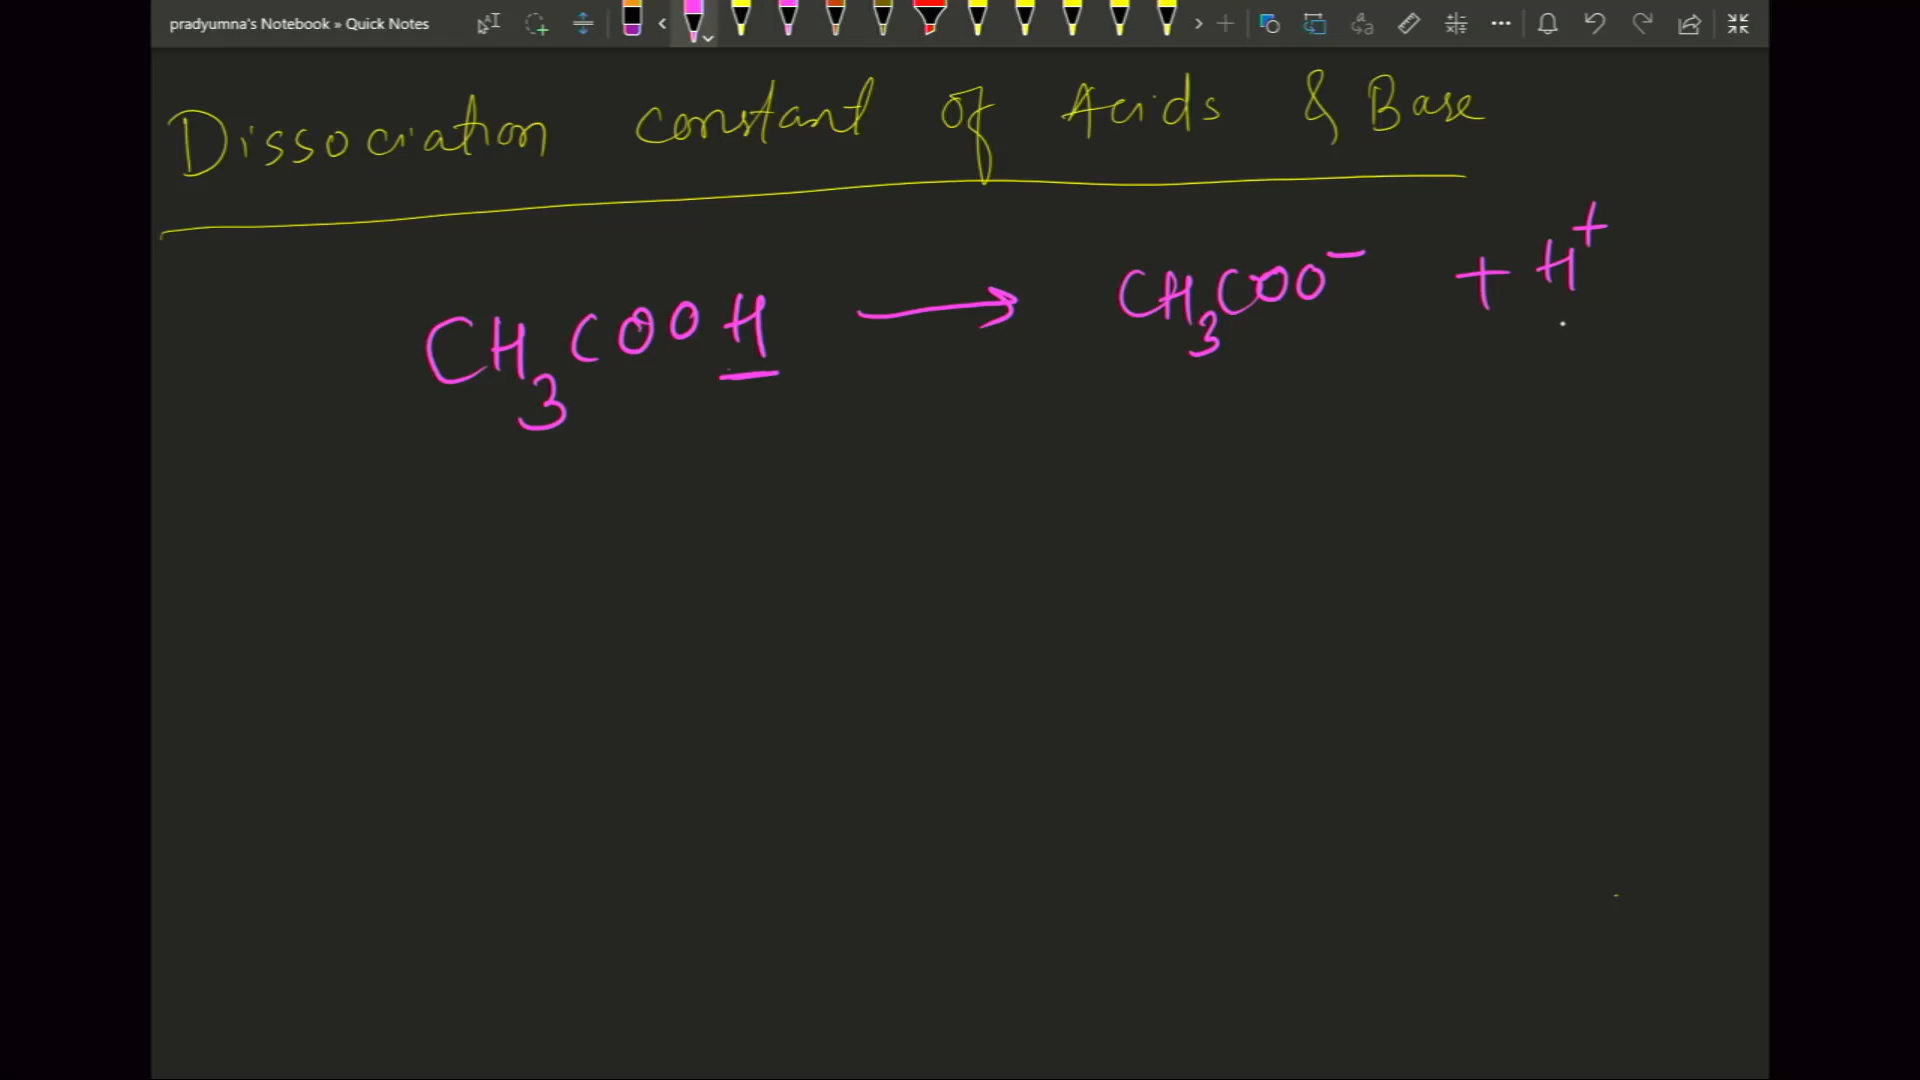 pradyumna's Notebook » Quick Notes
Dissociation constant of Acids & Base
CH₃COOH → CH₃COO⁻ + H⁺